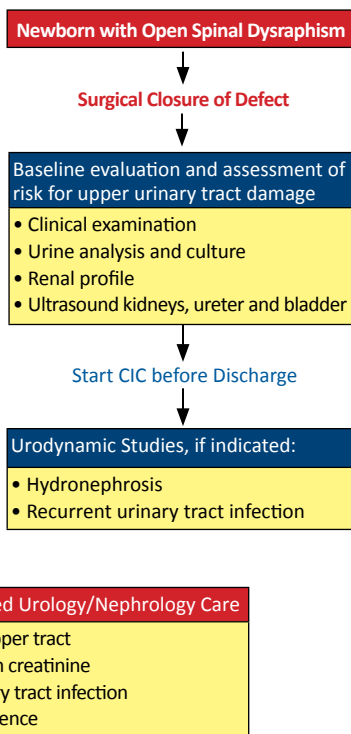 Newborn with Open Spinal Dysraphism
Surgical Closure of Defect
Baseline evaluation and assessment of
risk for upper urinary tract damage
• Clinical examination
• Urine analysis and culture
• Renal profile
• Ultrasound kidneys, ureter and bladder
Start CIC before Discharge
Urodynamic Studies, if indicated:
• Hydronephrosis
• Recurrent urinary tract infection
Urology/Nephrology Care
tract
creatinine
tract infection